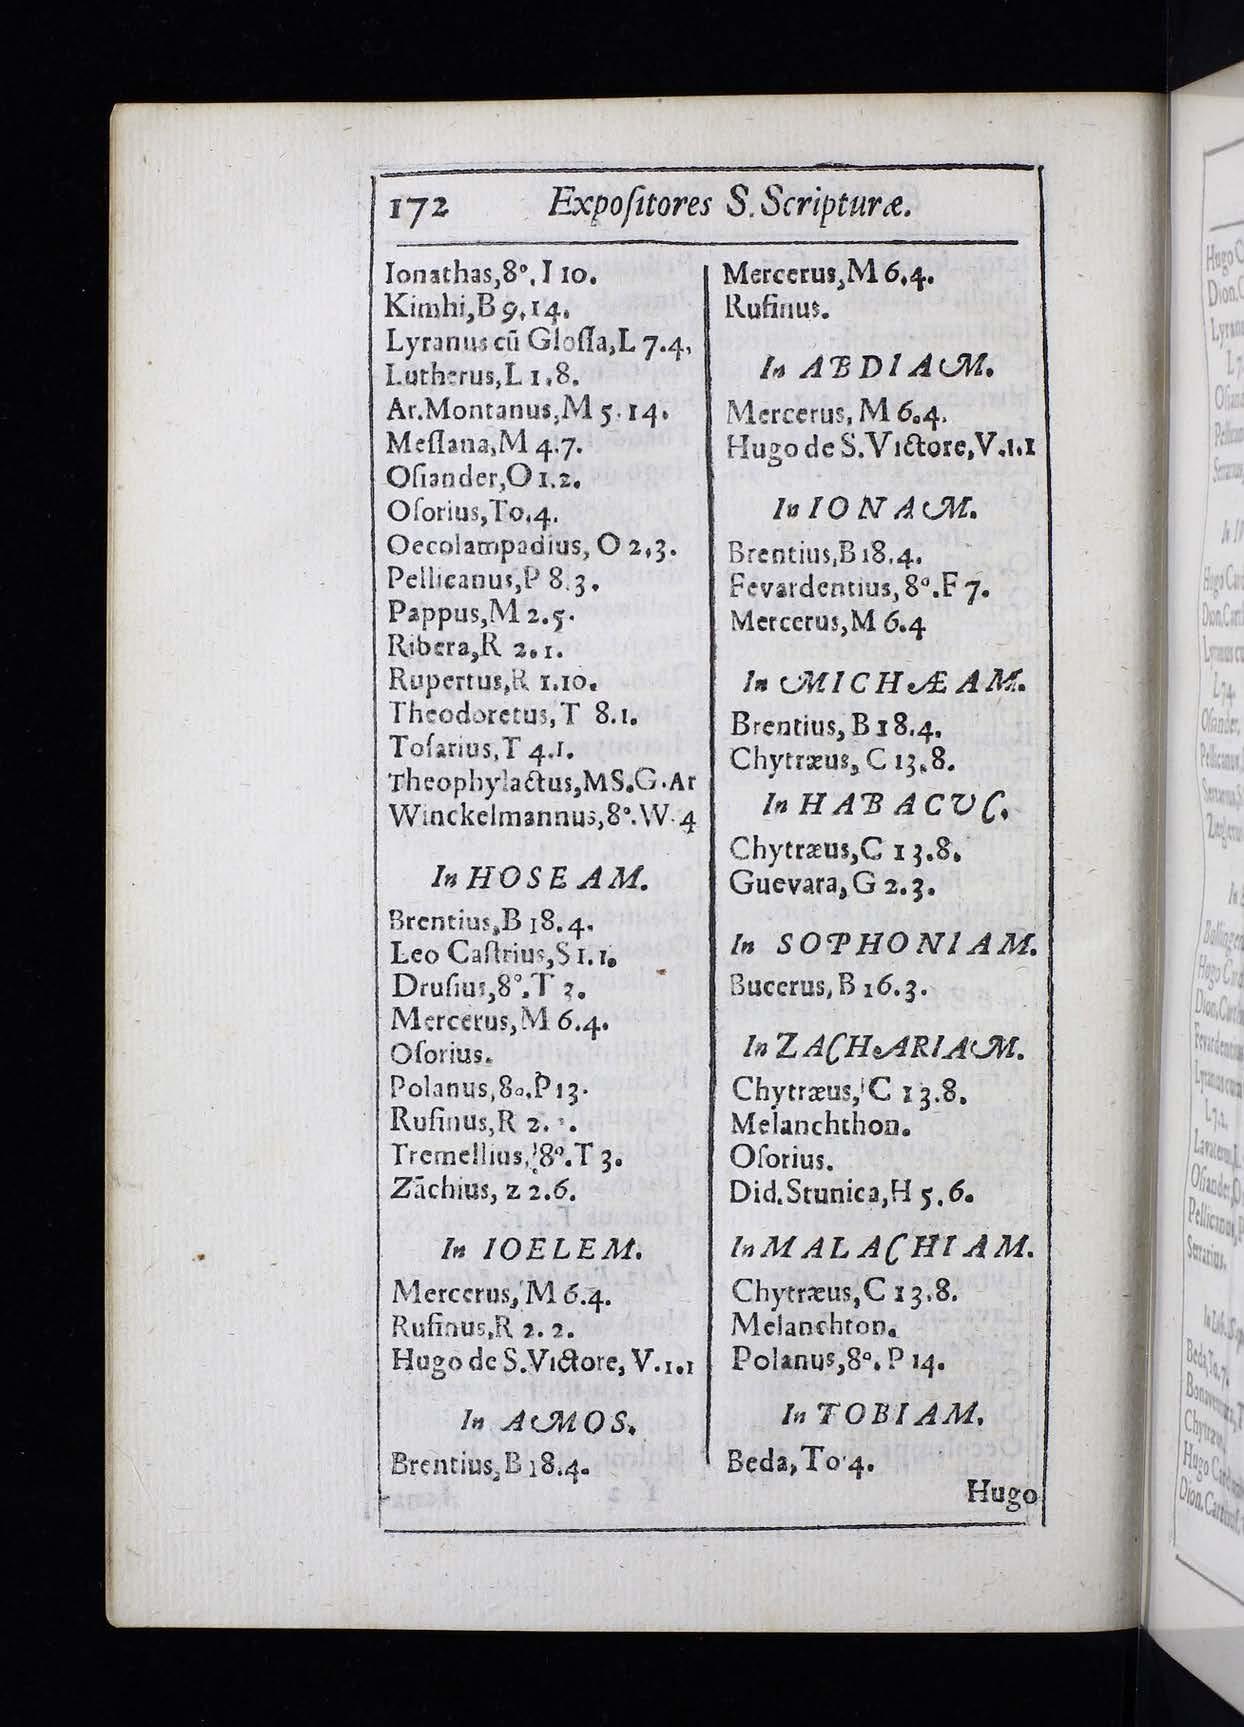 172 Expoſitores S. Scripturæ.
Ionathas,8°. I 10.
Kimhi,B 9.14.
Lyranus cū Gloſſa,L 7.4,
Lutherus,L 1.8.
Ar.Montanus,M 5.14.
Meſſana,M 4.7.
Oſiander,O 1.2.
Oſorius,To.4.
Oecolampadius, O 2.3.
Pellicanus,P 8.3.
Pappus,M 2.5.
Ribera,R 2.1.
Rupertus,R 1.10.
Theodoretus,T 8.1.
Toſarius,T 4.1.
Theophylactus,MS.G.Ar
Winckelmannus,8°.W.4
In HOSEAM.
Brentius,B 18.4.
Leo Caſtrius,S 1.1.
Druſius,8°.T 3.
Mercerus,M 6.4.
Oſorius.
Polanus,8o.P 13.
Rufinus,R 2.
Tremellius,8°.T 3.
Zāchius, z 2.6.
In IOELEM.
Mercerus,M 6.4.
Rufinus,R 2.2.
Hugo de S.Victore, V.1.1
In AMOS.
Brentius,B 18.4.
Mercerus,M 6.4.
Rufinus.
In ABDIAM.
Mercerus, M 6.4.
Hugo de S.Victore,V.1.1
In IONAM.
Brentius,B 18.4.
Fevardentius,8°.F 7.
Mercerus,M 6.4
In MICHÆAM.
Brentius, B 18.4.
Chytræus, C 13.8.
In HABACUC.
Chytræus,C 13.8.
Guevara, G 2.3.
In SOPHONIAM.
Bucerus, B 16.3.
In ZACHARIAM.
Chytræus, C 13.8.
Melanchthon.
Oſorius.
Did.Stunica,H 5.6.
In MALACHIAM.
Chytræus,C 13.8.
Melanchton.
Polanus,8°. P 14.
In TOBIAM.
Beda,To 4.
Hugo